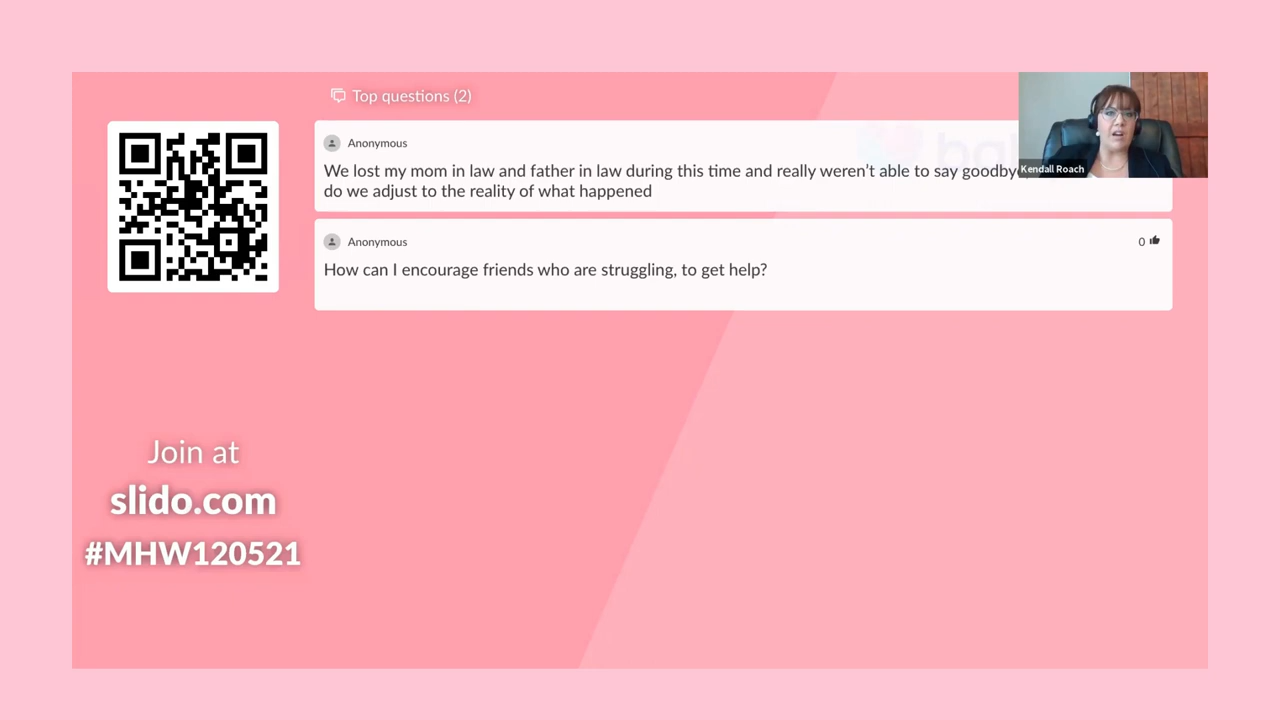 Top questions (2)
Anonymous
We lost my mom in law and father in law during this time and really weren't able to say
do we adjust to the reality of what happened
Kendall Roach
Anonymous
0
How can I encourage friends who are struggling, to get help?
Join at
slido.com
#MHW120521